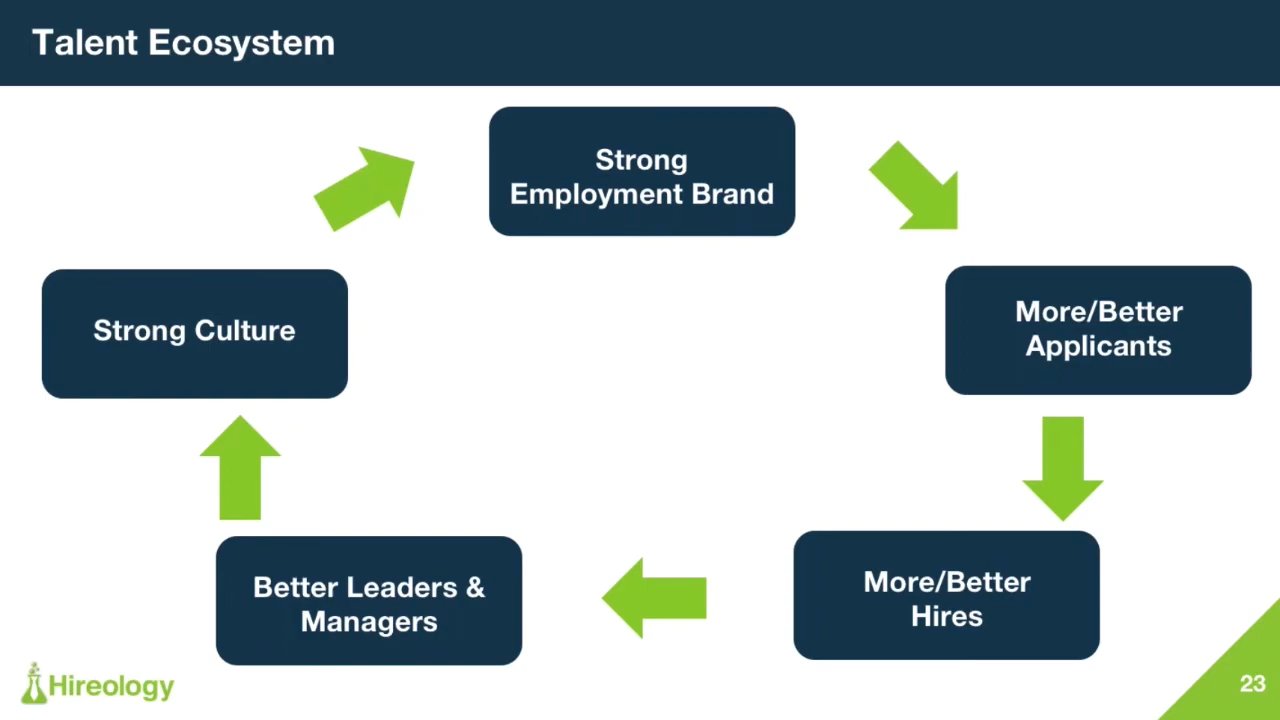 Talent Ecosystem
Strong
Employment Brand
More/Better
Applicants
More/Better
Hires
Better Leaders &
Managers
Strong Culture
Hireology
23